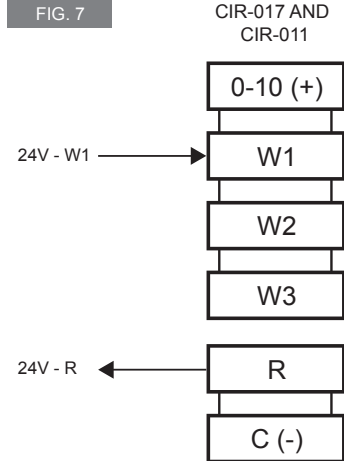 FIG. 7
CIR-017 AND
CIR-011
0-10 (+)
24V - W1
W1
W2
W3
24V - R
R
C (-)